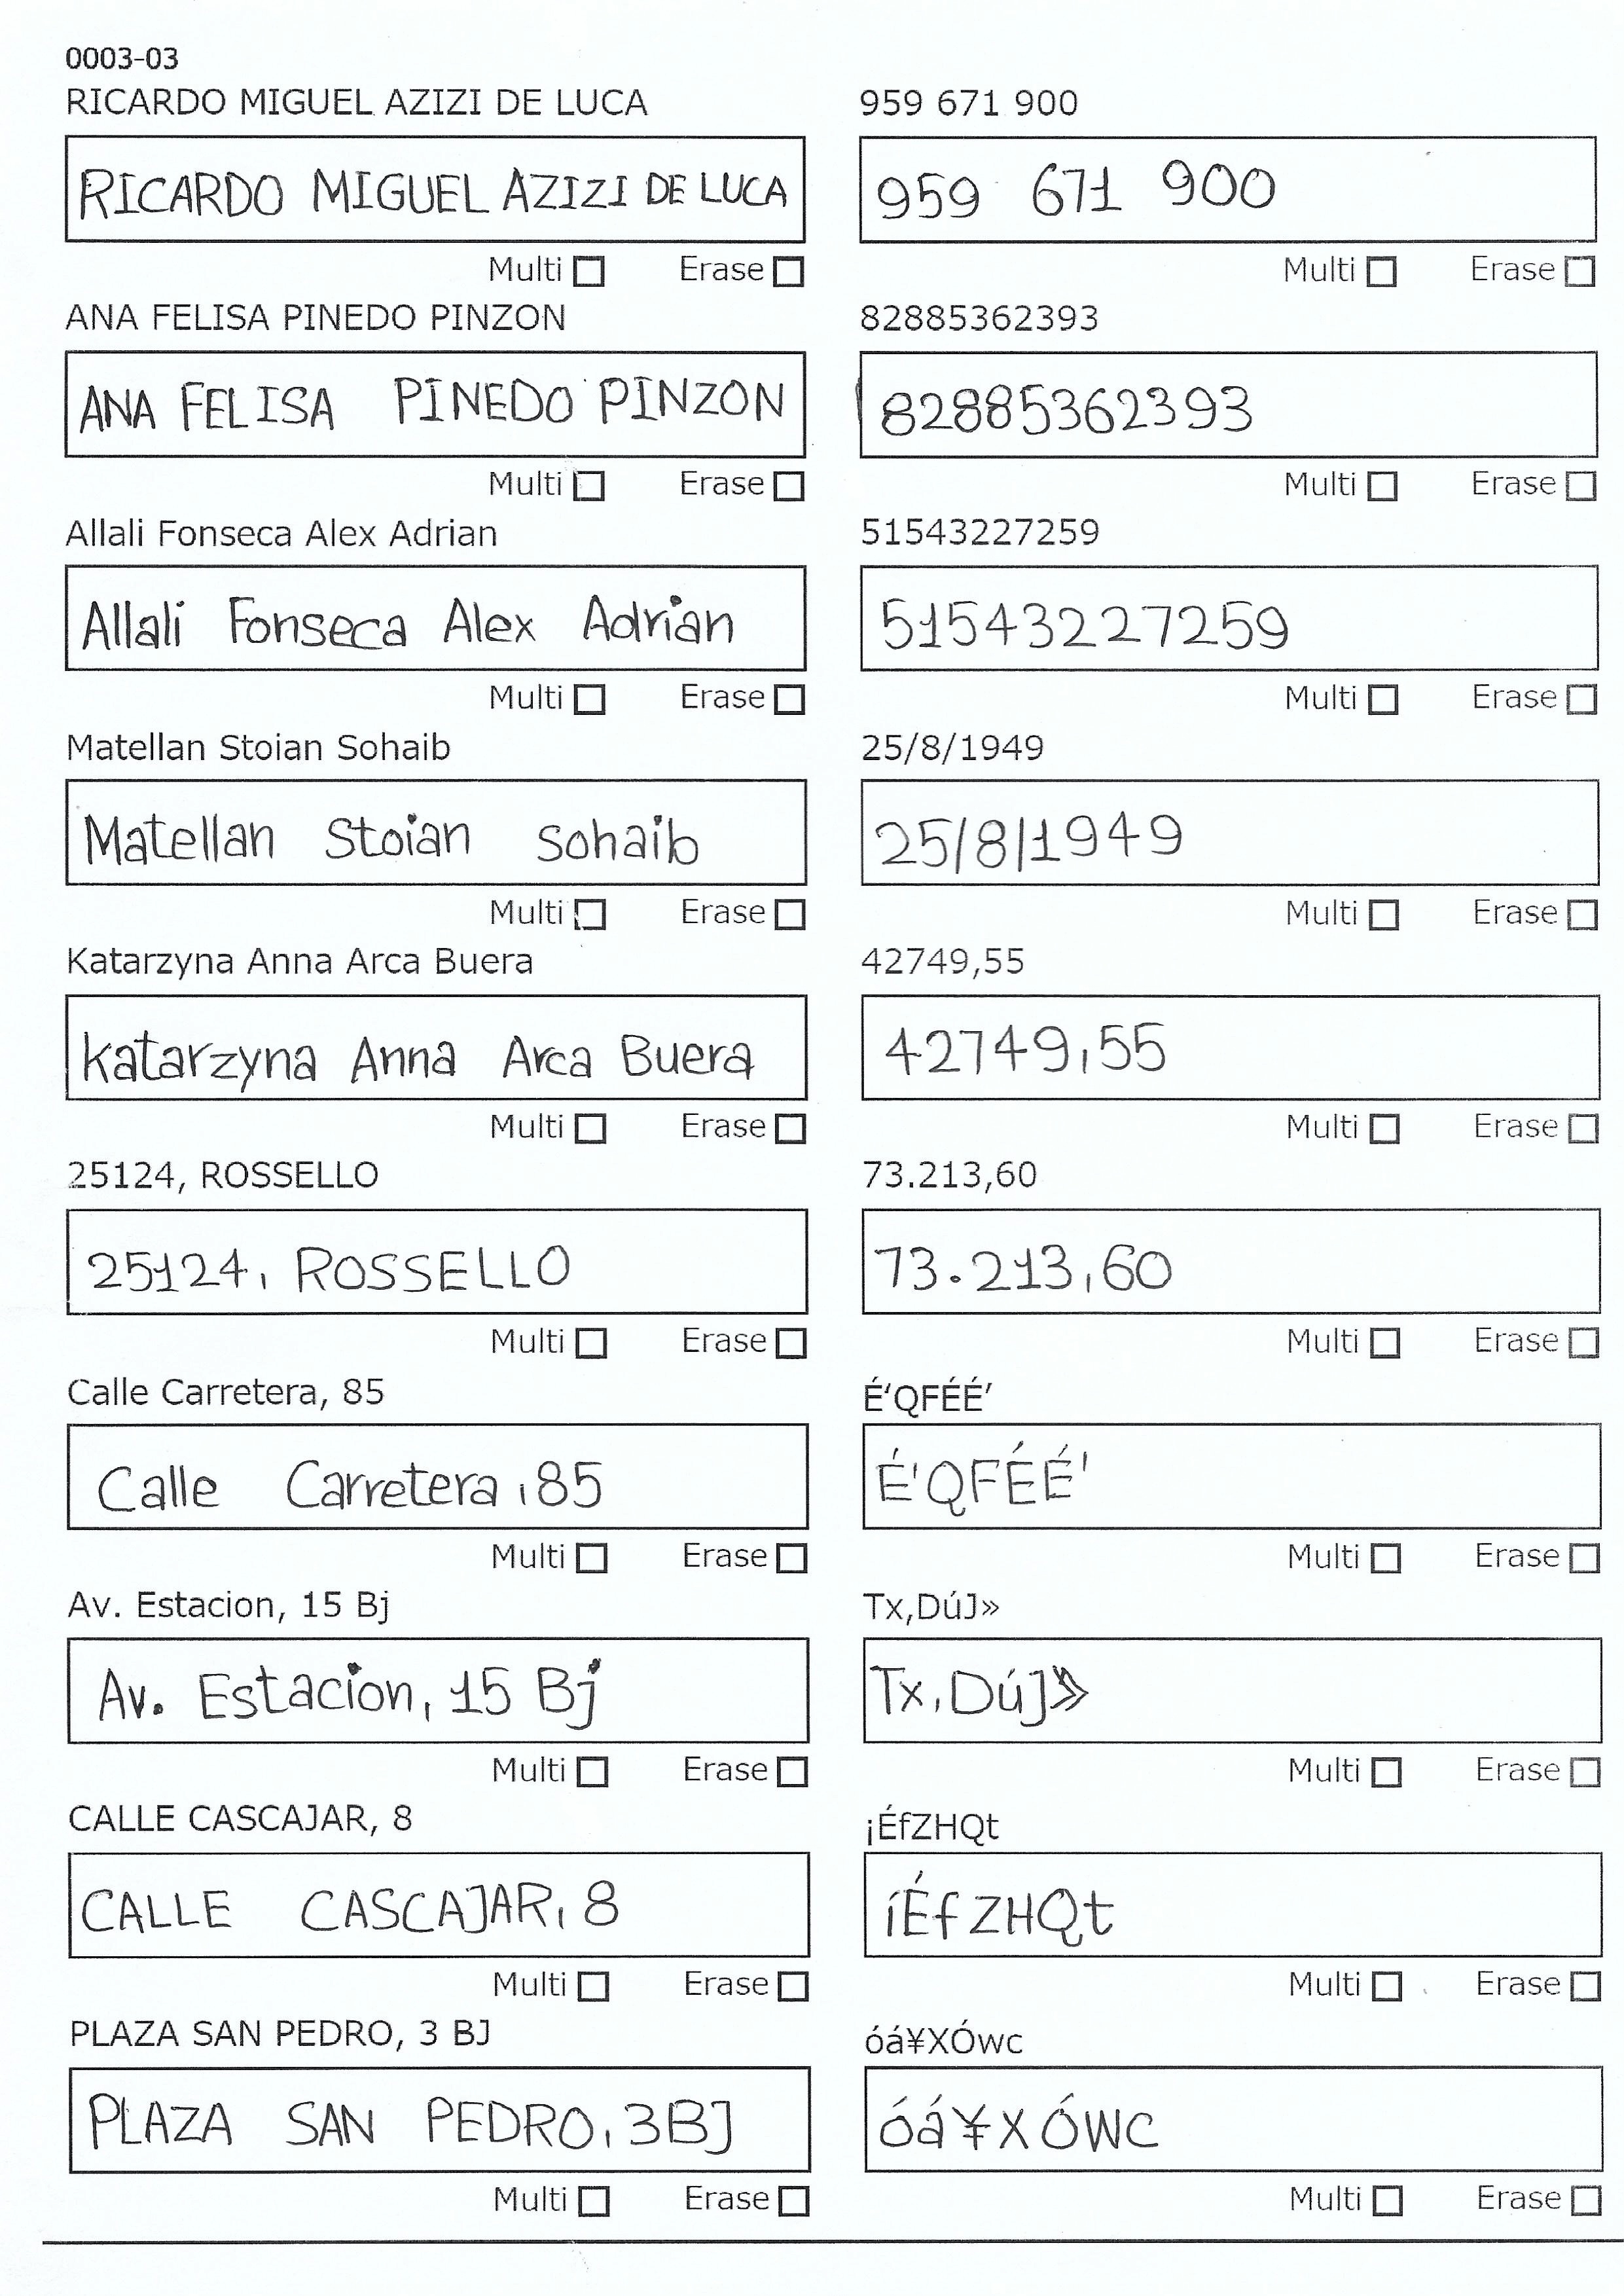 0003-03
RICARDO MIGUEL AZIZI DE LUCA 959 671 900
RICARDO MIGUEL AZIZI DE LUCA 959 671 900
Multi Erase Multi Erase
ANA FELISA PINEDO PINZON 82885362393
ANA FELISA PINEDO PINZON 82885362393
Multi Erase Multi Erase
Allali Fonseca Alex Adrian 51543227259
Allali Fonseca Alex Adrian 51543227259
Multi Erase Multi Erase
Matellan Stoian Sohaib 25/8/1949
Matellan Stoian Sohaib 25/8/1949
Multi Erase Multi Erase
Katarzyna Anna Arca Buera 42749,55
Katarzyna Anna Arca Buera 42749,55
Multi Erase Multi Erase
25124, ROSSELLO 73.213,60
25124, ROSSELLO 73.213,60
Multi Erase Multi Erase
Calle Carretera, 85 É‘QFÉÉ’
Calle Carretera, 85 É'QFÉÉ'
Multi Erase Multi Erase
Av. Estacion, 15 Bj Tx,DúJ»
Av. Estacion, 15 Bj Tx,DúJ»
Multi Erase Multi Erase
CALLE CASCAJAR, 8 ¡ÉfZHQt
CALLE CASCAJAR, 8 ¡ÉfZHQt
Multi Erase Multi Erase
PLAZA SAN PEDRO, 3 BJ óá¥XÓwc
PLAZA SAN PEDRO, 3 BJ óá¥XÓwc
Multi Erase Multi Erase